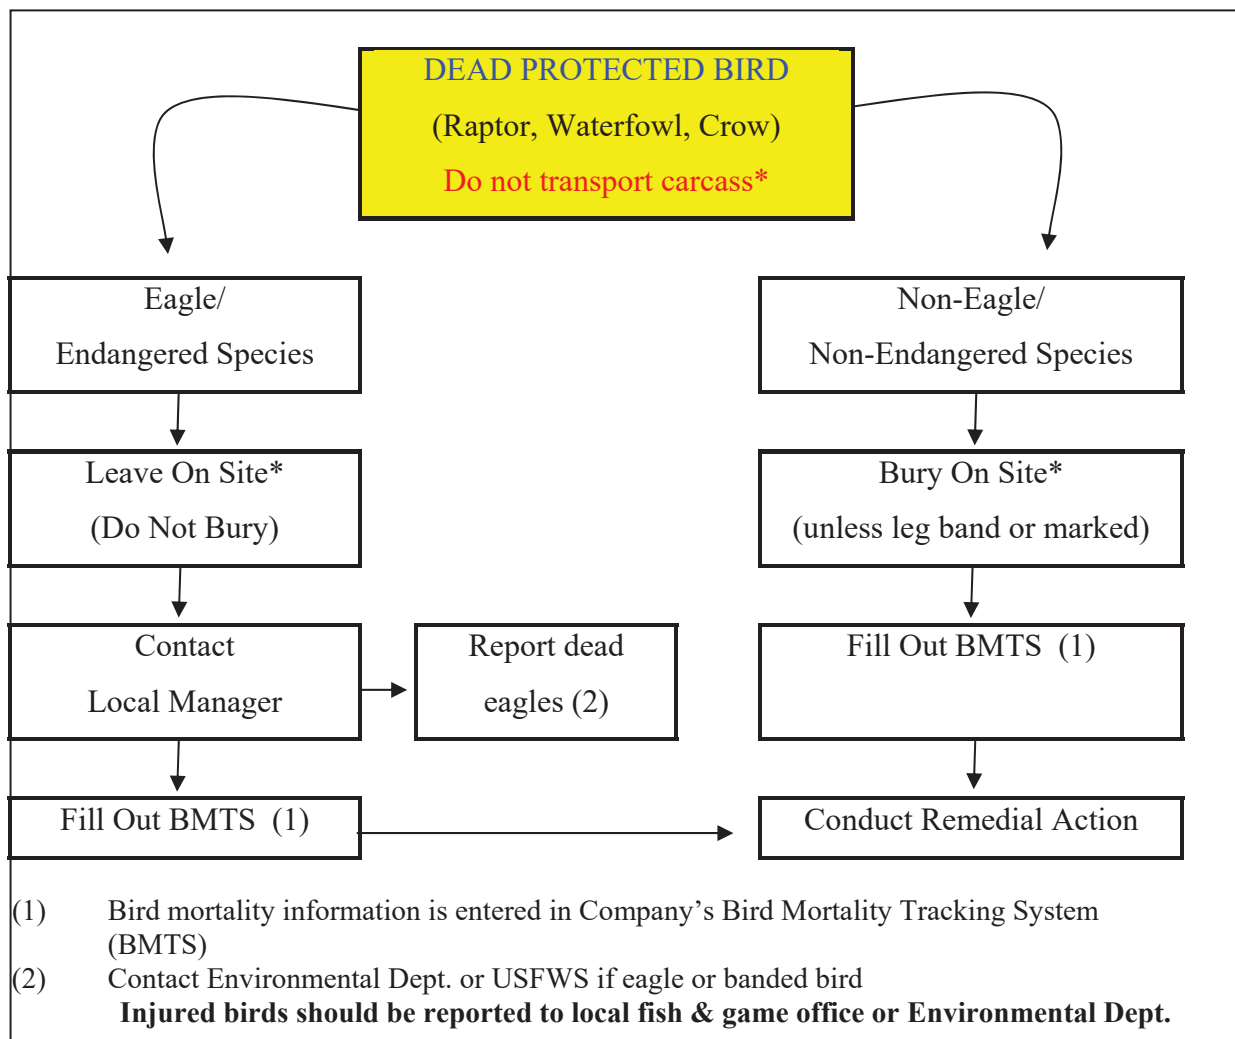 DEAD PROTECTED BIRD
(Raptor, Waterfowl, Crow)
Do not transport carcass*
Eagle/
Endangered Species
Non-Eagle/
Non-Endangered Species
Leave On Site*
(Do Not Bury)
Bury On Site*
(unless leg band or marked)
Contact
Local Manager
Report dead
eagles (2)
Fill Out BMTS (1)
Fill Out BMTS (1)
Conduct Remedial Action
(1) Bird mortality information is entered in Company's Bird Mortality Tracking System
(BMTS)
(2) Contact Environmental Dept. or USFWS if eagle or banded bird
Injured birds should be reported to local fish & game office or Environmental Dept.